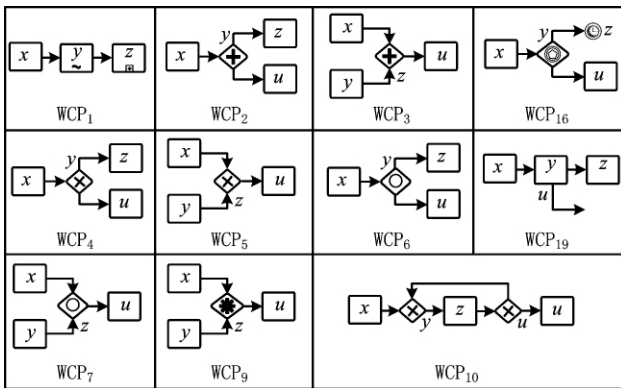 x y z
~
WCP1
x y z
u
WCP2
x
y z u
WCP3
x y z
u
WCP16
x y z
u
WCP4
x
y z u
WCP5
x y z
u
WCP6
x y z
u
WCP19
x
y z u
WCP7
x
y z u
WCP9
x y z u u
WCP10